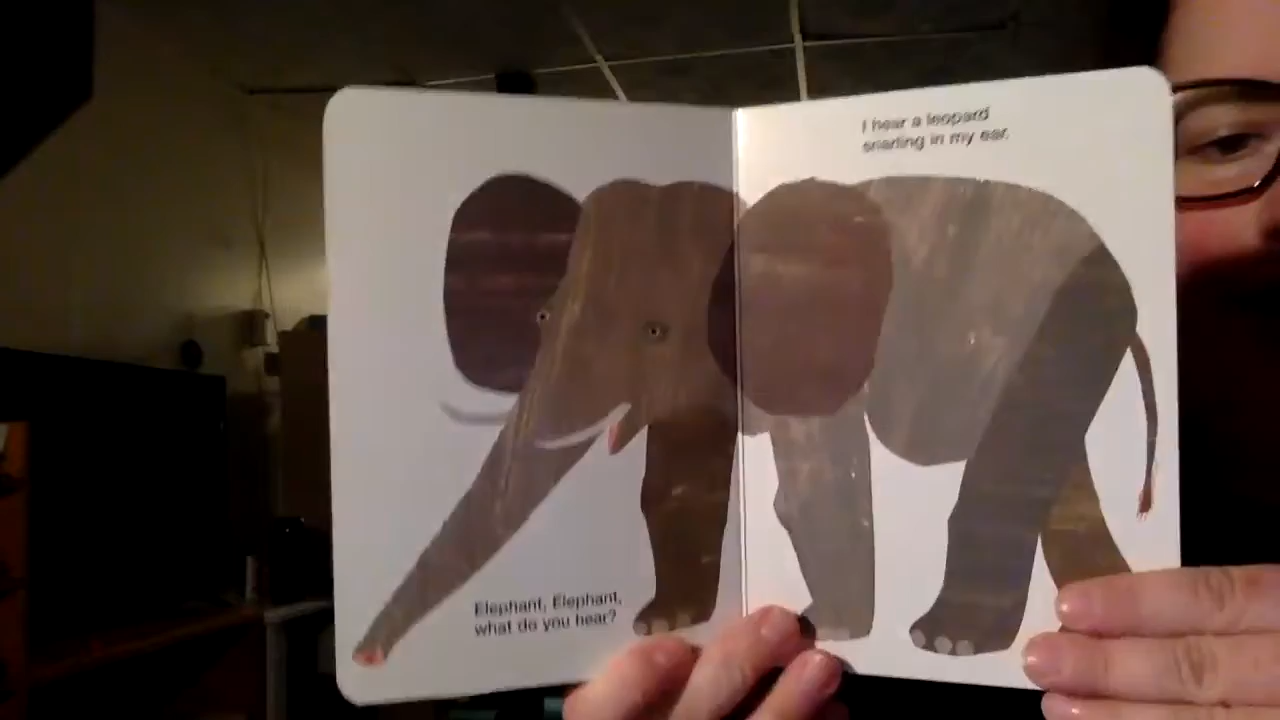 Elephant, Elephant,
what do you hear?
I hear a leopard
snarling in my ear.